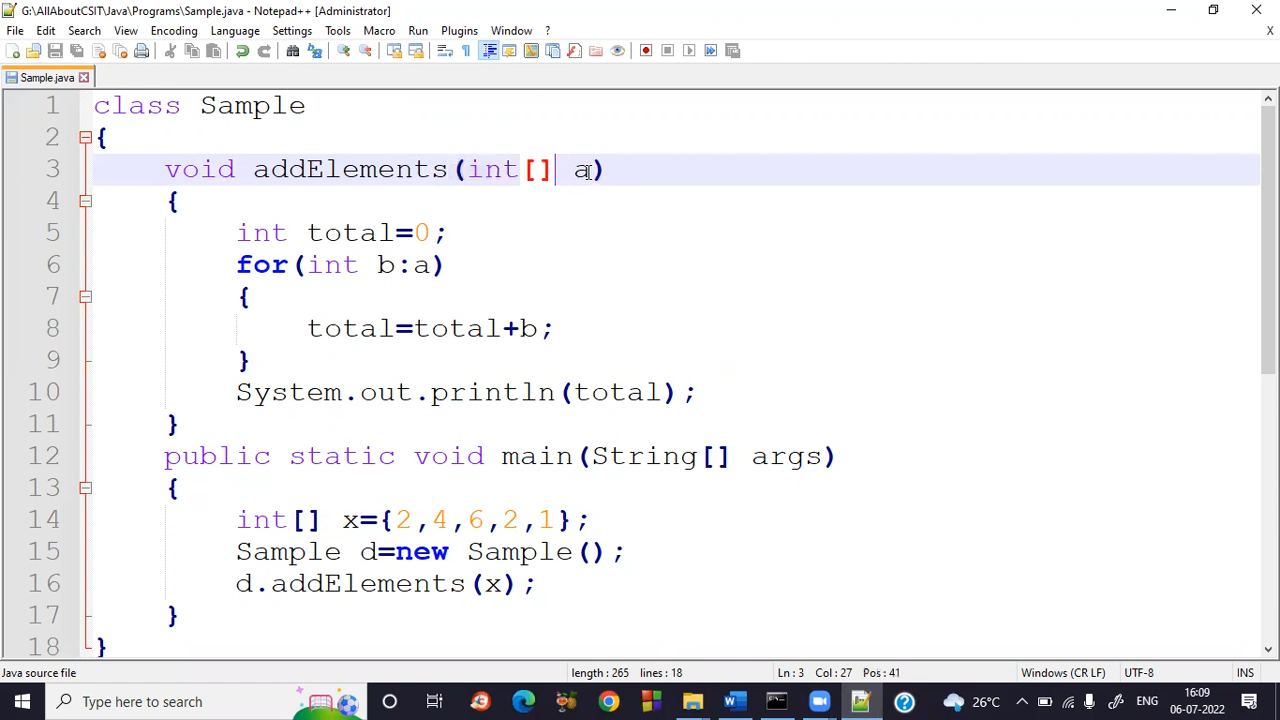 G:\AllAboutCSIT\Java\Programs\Sample.java - Notepad++ [Administrator]
File Edit Search View Encoding Language Settings Tools Macro Run Plugins Window ? X
Sample.java
1 class Sample
2 {
3 void addElements(int[] a)
4 {
5 int total=0;
6 for(int b:a)
7 {
8 total=total+b;
9 }
10 System.out.println(total);
11 }
12 public static void main(String[] args)
13 {
14 int[] x={2,4,6,2,1};
15 Sample d=new Sample();
16 d.addElements(x);
17 }
18 }
Java source file length : 265 lines : 18 Ln : 3 Col : 27 Pos : 41 Windows (CR LF) UTF-8 INS
Type here to search 26°C ENG 16:09
06-07-2022